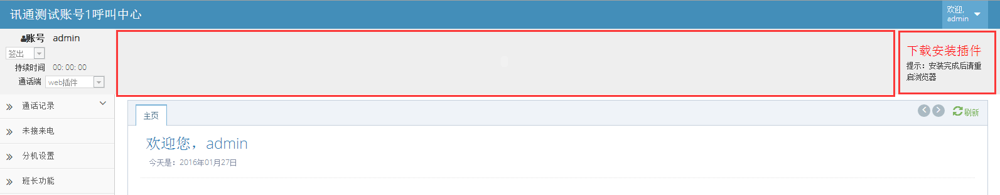 讯通测试账号1呼叫中心
欢迎,
admin
账号 admin
签出
持续时间 00: 00: 00
通话端 web插件
下载安装插件
提示：安装完成后请重
启浏览器
通话记录
未接来电
分机设置
班长功能
主页
刷新
欢迎您，admin
今天是：2016年01月27日